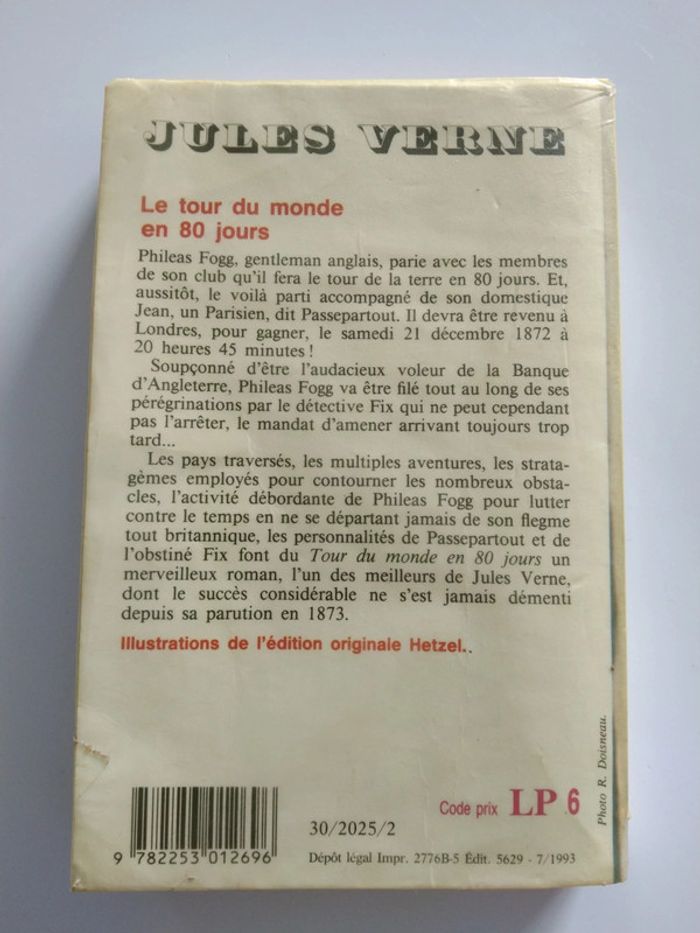 JULES VERNE
Le tour du monde
en 80 jours
Phileas Fogg, gentleman anglais, parie avec les membres
de son club qu'il fera le tour de la terre en 80 jours. Et,
aussitôt, le voilà parti accompagné de son domestique
Jean, un Parisien, dit Passepartout. Il devra être revenu à
Londres, pour gagner, le samedi 21 décembre 1872 à
20 heures 45 minutes !
Soupçonné d'être l'audacieux voleur de la Banque
d'Angleterre, Phileas Fogg va être filé tout au long de ses
pérégrinations par le détective Fix qui ne peut cependant
pas l'arrêter, le mandat d'amener arrivant toujours trop
tard...
Les pays traversés, les multiples aventures, les strata-
gèmes employés pour contourner les nombreux obsta-
cles, l'activité débordante de Phileas Fogg pour lutter
contre le temps en ne se départant jamais de son flegme
tout britannique, les personnalités de Passepartout et de
l'obstiné Fix font du Tour du monde en 80 jours un
merveilleux roman, l'un des meilleurs de Jules Verne,
dont le succès considérable ne s'est jamais démenti
depuis sa parution en 1873.
Illustrations de l'édition originale Hetzel..
Photo R. Doisneau.
Code prix LP 6
30/2025/2
9 782253 012696
Dépôt légal Impr. 2776B-5 Édit. 5629 - 7/1993